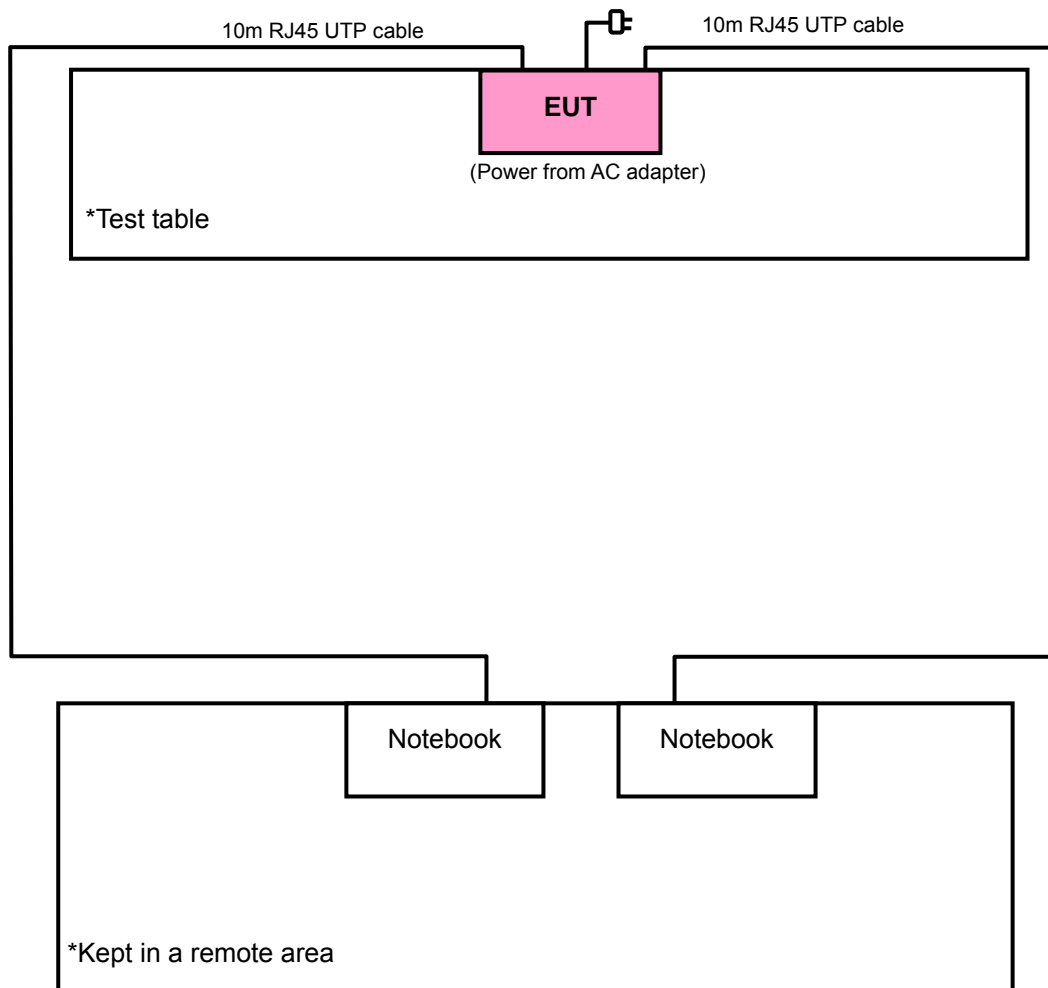 10m RJ45 UTP cable
10m RJ45 UTP cable
EUT
(Power from AC adapter)
*Test table
Notebook
Notebook
*Kept in a remote area